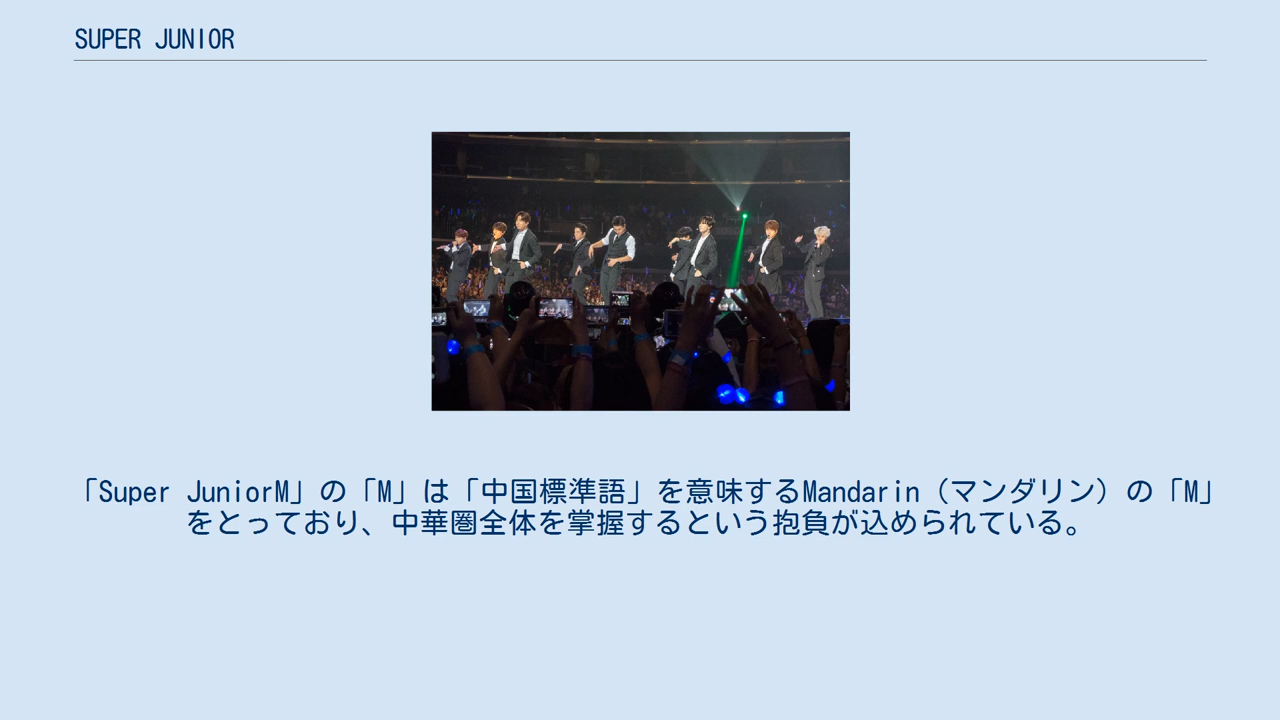 SUPER JUNIOR
「Super JuniorM」の「M」は「中国標準語」を意味するMandarin（マンダリン）の「M」
をとっており、中華圏全体を掌握するという抱負が込められている。